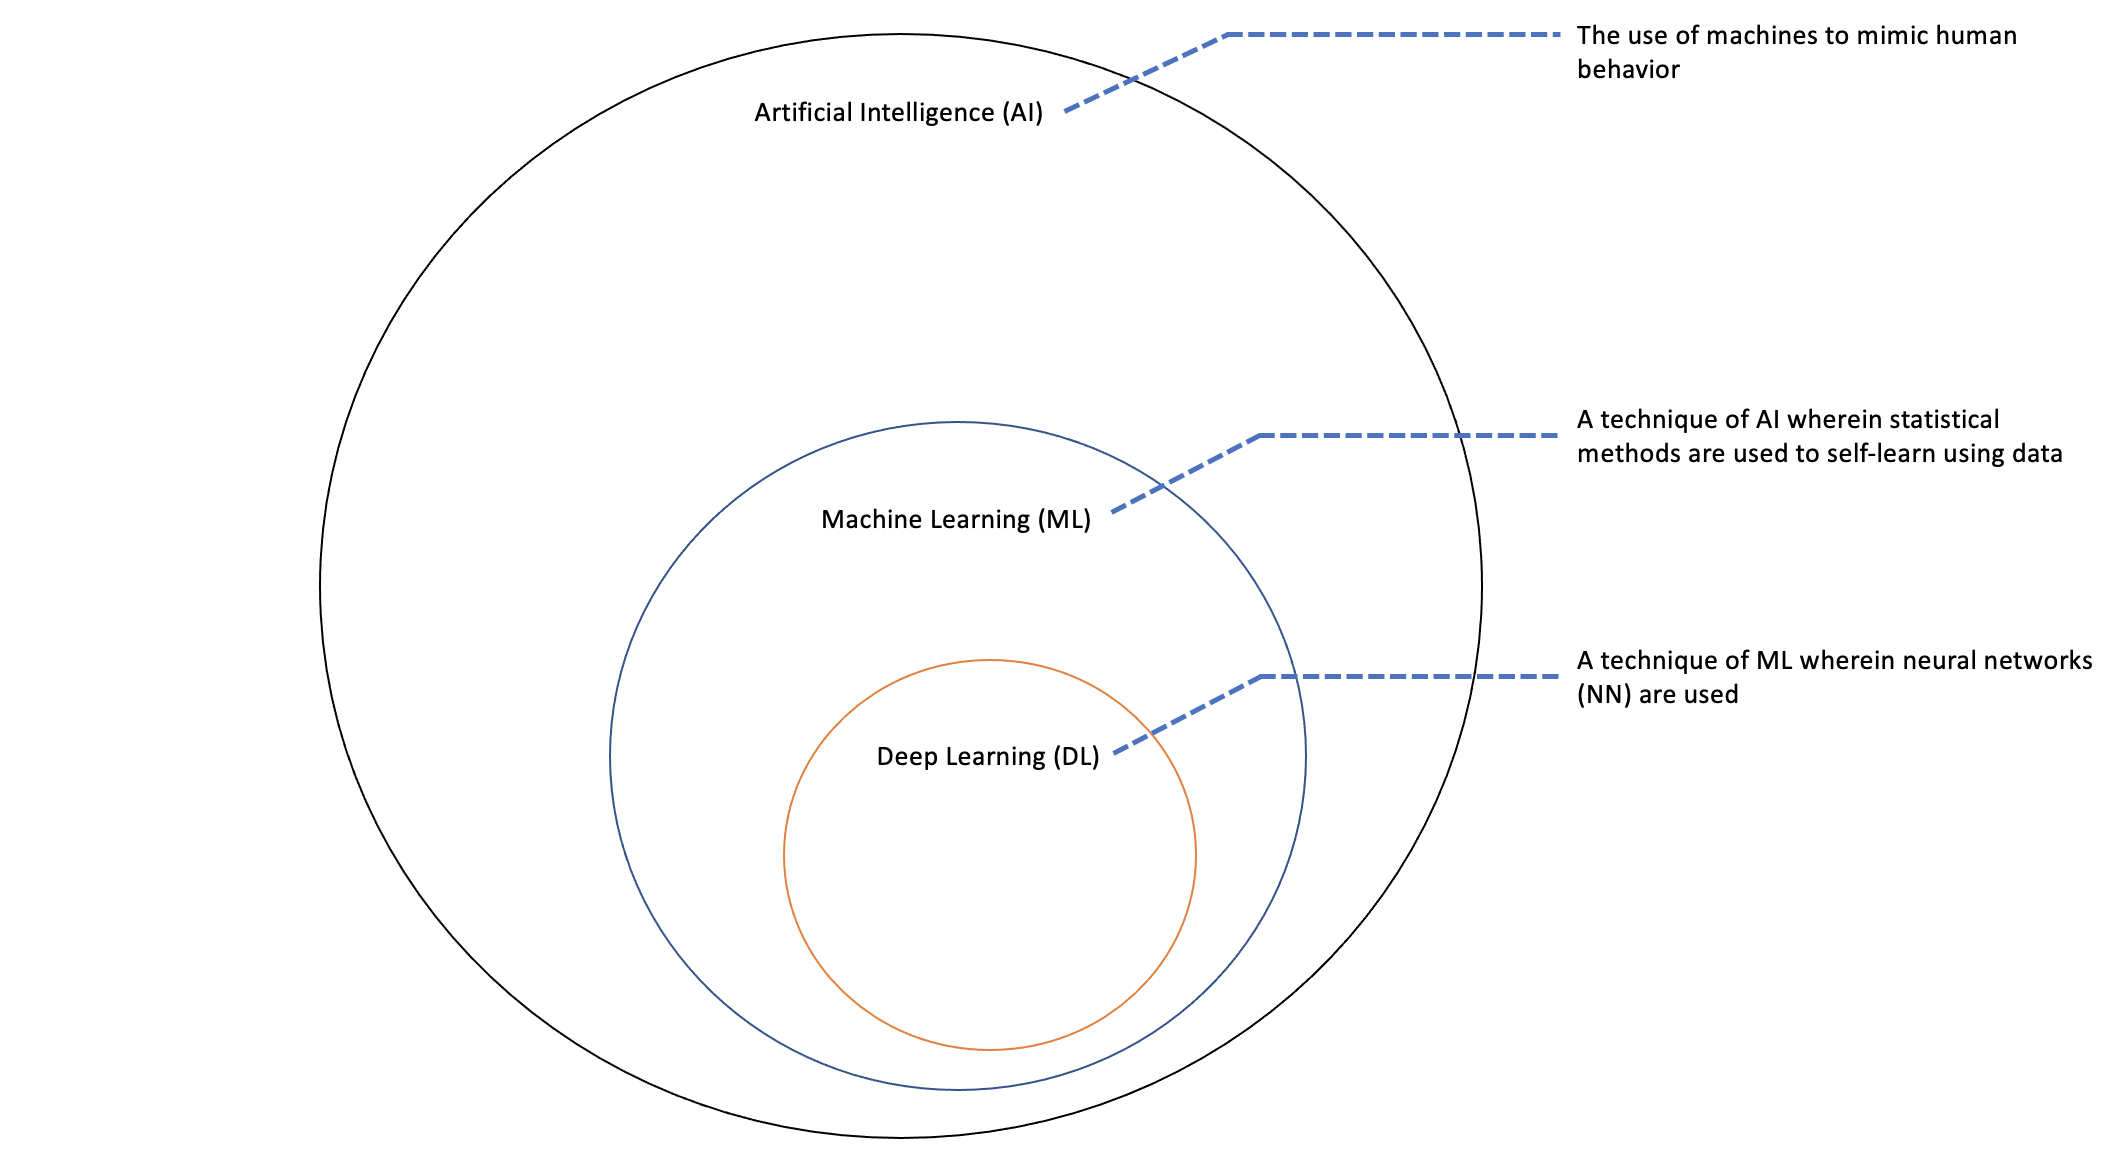 The use of machines to mimic human
behavior
Artificial Intelligence (AI)
A technique of AI wherein statistical
methods are used to self-learn using data
Machine Learning (ML)
A technique of ML wherein neural networks
(NN) are used
Deep Learning (DL)